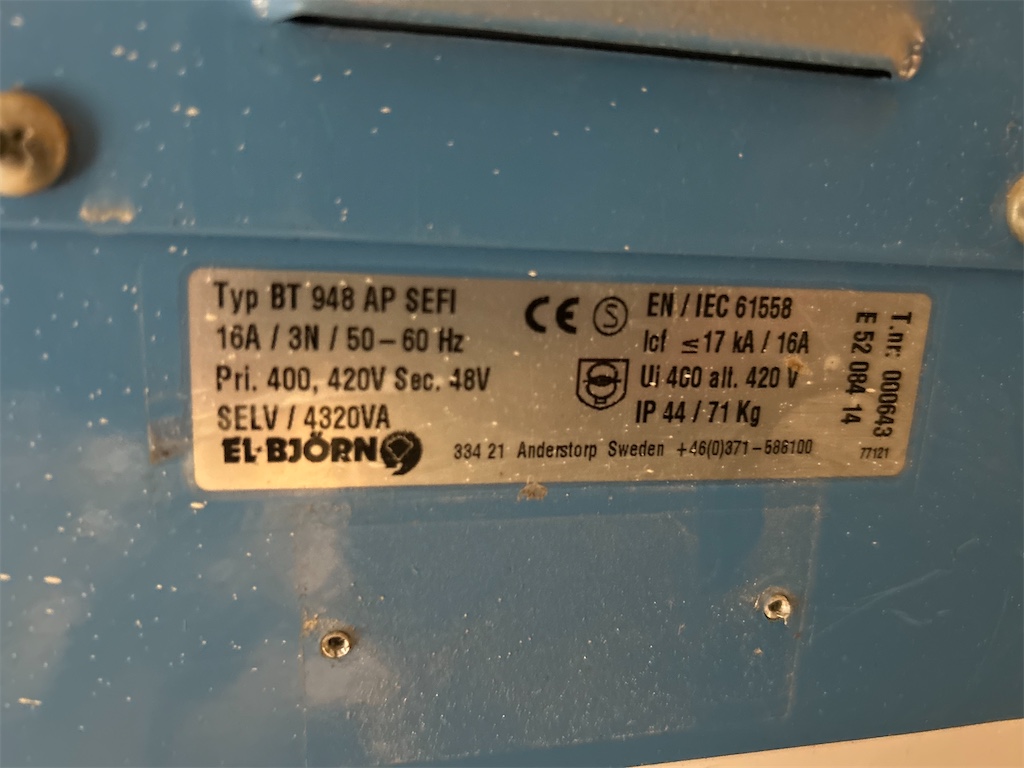 Typ BT 948 AP SEFI
16A / 3N / 50-60 Hz
Pri. 400, 420V Sec. 48V
SELV / 4320VA
EL·BJÖRN
CE S EN / IEC 61558
Icf ≤ 17 kA / 16A
Ui 400 alt. 420 V
IP 44 / 71 Kg
334 21 Anderstorp Sweden +46(0)371-586100
T.nr. 000643
E 52 084 14
77121